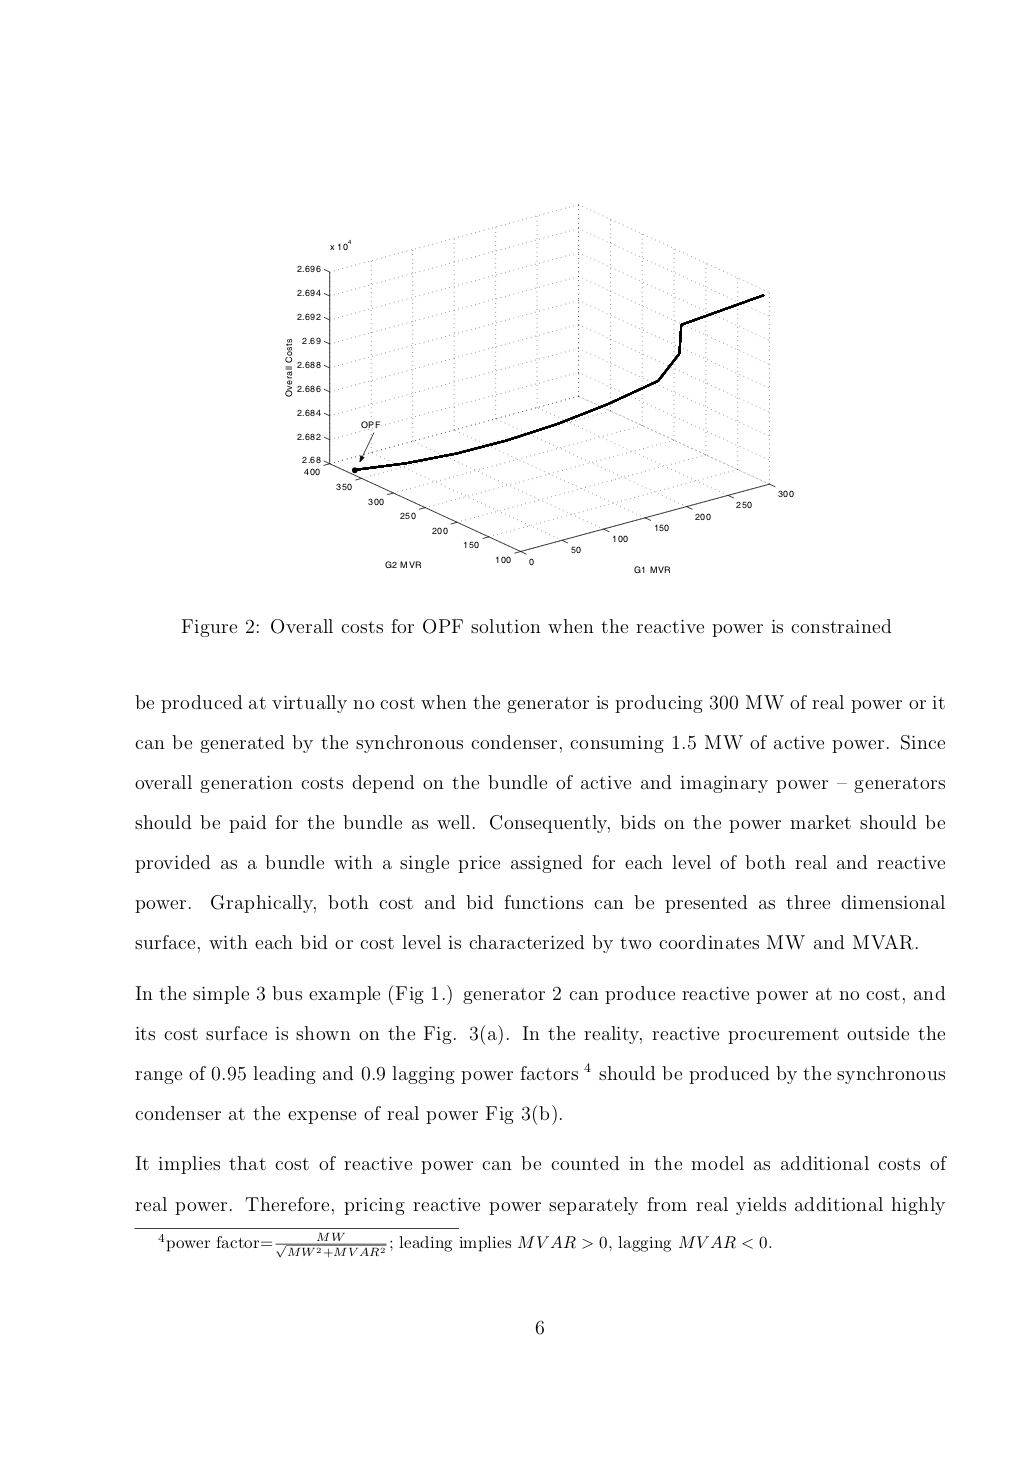 x 10^4
2.696
2.694
2.692
2.69
2.688
2.686
2.684
2.682
2.68
Overall Costs
OPF
400
350
300
250
200
150
100
G2 MVR
0
50
100
150
200
250
300
G1 MVR
Figure 2: Overall costs for OPF solution when the reactive power is constrained
be produced at virtually no cost when the generator is producing 300 MW of real power or it
can be generated by the synchronous condenser, consuming 1.5 MW of active power. Since
overall generation costs depend on the bundle of active and imaginary power – generators
should be paid for the bundle as well. Consequently, bids on the power market should be
provided as a bundle with a single price assigned for each level of both real and reactive
power. Graphically, both cost and bid functions can be presented as three dimensional
surface, with each bid or cost level is characterized by two coordinates MW and MVAR.
In the simple 3 bus example (Fig 1.) generator 2 can produce reactive power at no cost, and
its cost surface is shown on the Fig. 3(a). In the reality, reactive procurement outside the
range of 0.95 leading and 0.9 lagging power factors ^4 should be produced by the synchronous
condenser at the expense of real power Fig 3(b).
It implies that cost of reactive power can be counted in the model as additional costs of
real power. Therefore, pricing reactive power separately from real yields additional highly
^4power factor=MW/√(MW^2+MVAR^2); leading implies MVAR > 0, lagging MVAR < 0.
6